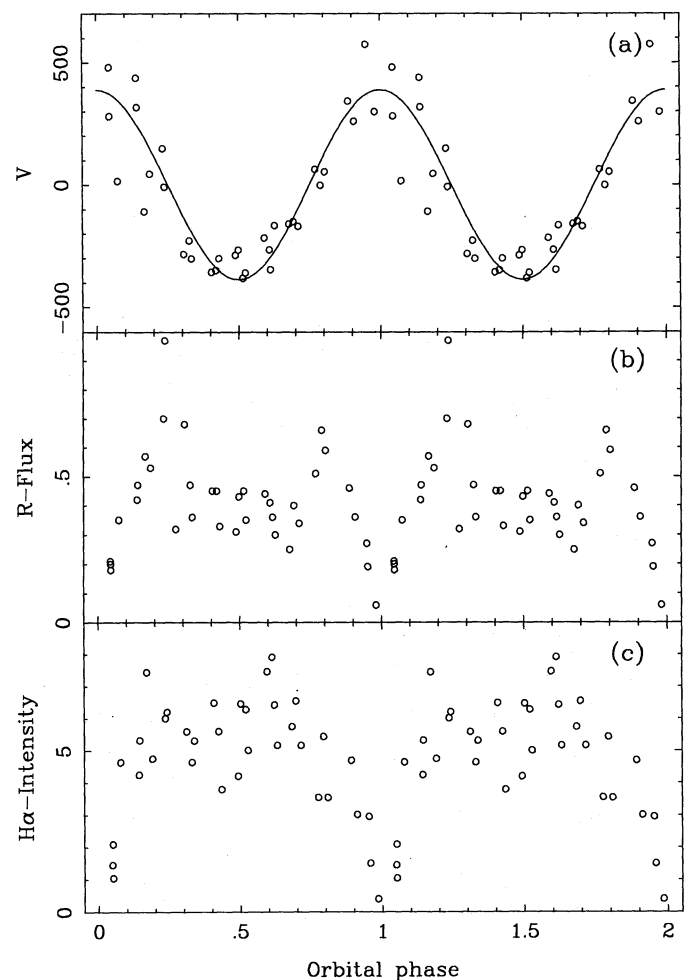 (a)
500
0
−500
V
(b)
.5
0
R−Flux
(c)
5
0
Hα−Intensity
0 .5 1 1.5 2
Orbital phase